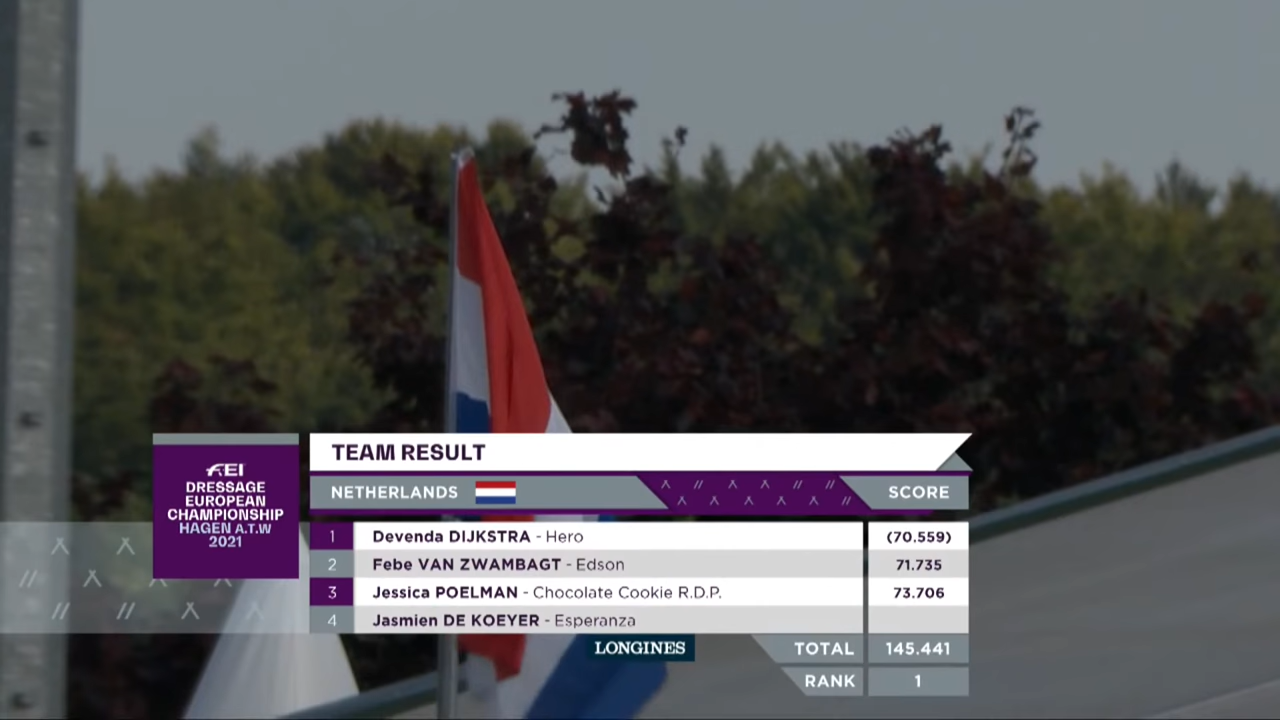 FEI
DRESSAGE
EUROPEAN
CHAMPIONSHIP
HAGEN A.T.W
2021
TEAM RESULT
NETHERLANDS SCORE
1 Devenda DIJKSTRA - Hero (70.559)
2 Febe VAN ZWAMBAGT - Edson 71.735
3 Jessica POELMAN - Chocolate Cookie R.D.P. 73.706
4 Jasmien DE KOEYER - Esperanza
LONGINES TOTAL 145.441
RANK 1